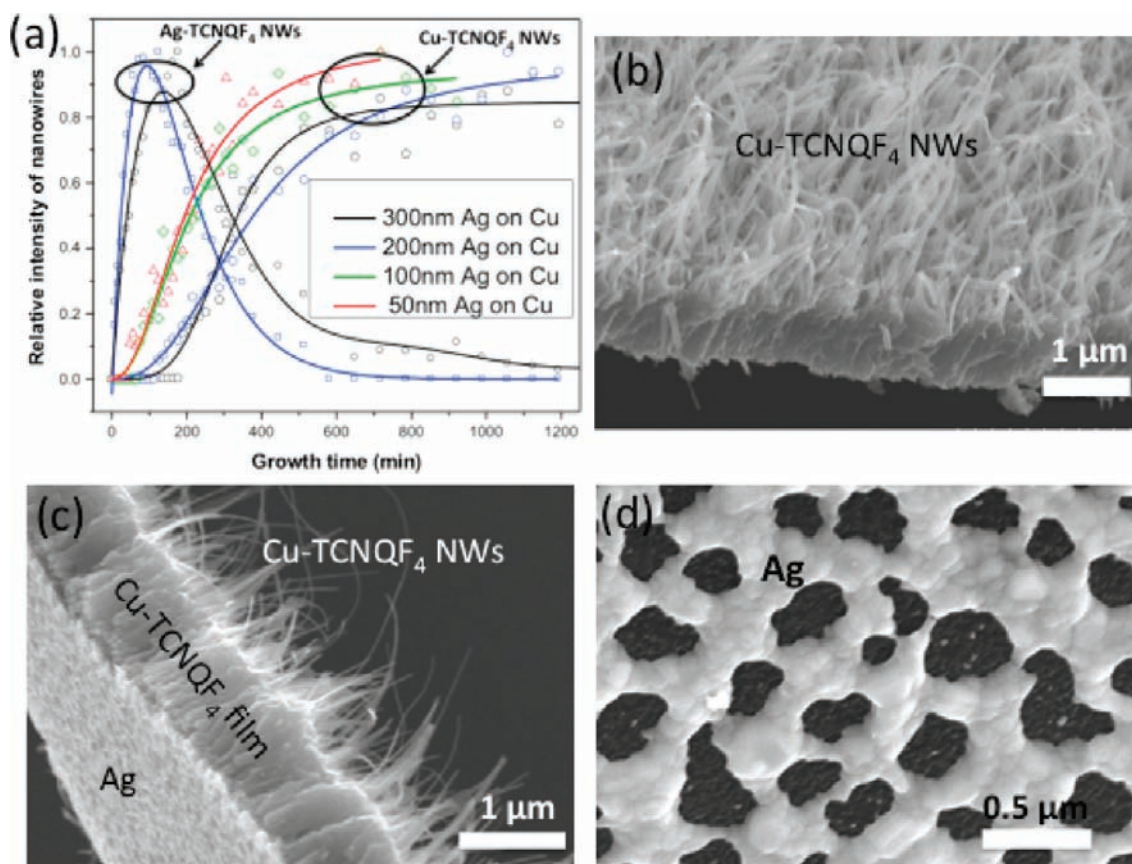 (a)
Ag-TCNQF₄ NWs
Cu-TCNQF₄ NWs
Relative intensity of nanowires
1.0
0.8
0.6
0.4
0.2
0.0
300nm Ag on Cu
200nm Ag on Cu
100nm Ag on Cu
50nm Ag on Cu
0 200 400 600 800 1000 1200
Growth time (min)
(b)
Cu-TCNQF₄ NWs
1 µm
(c)
Cu-TCNQF₄ NWs
Cu-TCNQF₄ film
Ag
1 µm
(d)
Ag
0.5 µm